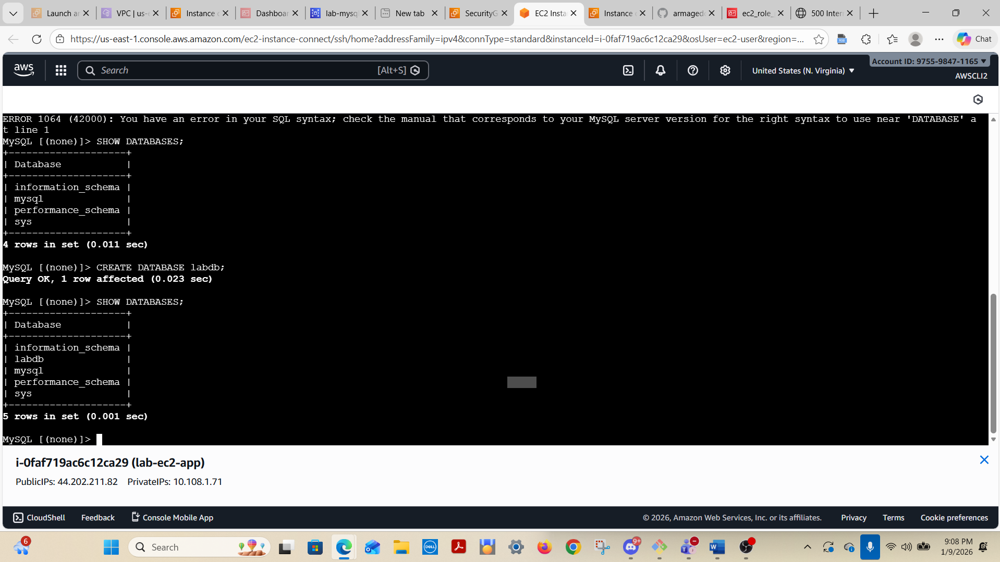 Launch an
VPC | us-e
Instance c
Dashboar
lab-mysq
New tab
SecurityG
EC2 Insta
Instance c
armagedd
ec2_role_
500 Intern
https://us-east-1.console.aws.amazon.com/ec2-instance-connect/ssh/home?addressFamily=ipv4&connType=standard&instanceId=i-0faf719ac6c12ca29&osUser=ec2-user&region=...
Chat
aws
Search
[Alt+S]
United States (N. Virginia)
Account ID: 9755-9847-1165
AWSCLI2
ERROR 1064 (42000): You have an error in your SQL syntax; check the manual that corresponds to your MySQL server version for the right syntax to use near 'DATABASE' a
t line 1
MySQL [(none)]> SHOW DATABASES;
+--------------------+
| Database           |
+--------------------+
| information_schema |
| mysql              |
| performance_schema |
| sys                |
+--------------------+
4 rows in set (0.011 sec)
MySQL [(none)]> CREATE DATABASE labdb;
Query OK, 1 row affected (0.023 sec)
MySQL [(none)]> SHOW DATABASES;
+--------------------+
| Database           |
+--------------------+
| information_schema |
| labdb              |
| mysql              |
| performance_schema |
| sys                |
+--------------------+
5 rows in set (0.001 sec)
MySQL [(none)]>
i-0faf719ac6c12ca29 (lab-ec2-app)
PublicIPs: 44.202.211.82 PrivateIPs: 10.108.1.71
CloudShell
Feedback
Console Mobile App
© 2026, Amazon Web Services, Inc. or its affiliates.
Privacy
Terms
Cookie preferences
6
Search
DELL
9+
9:08 PM
1/9/2026